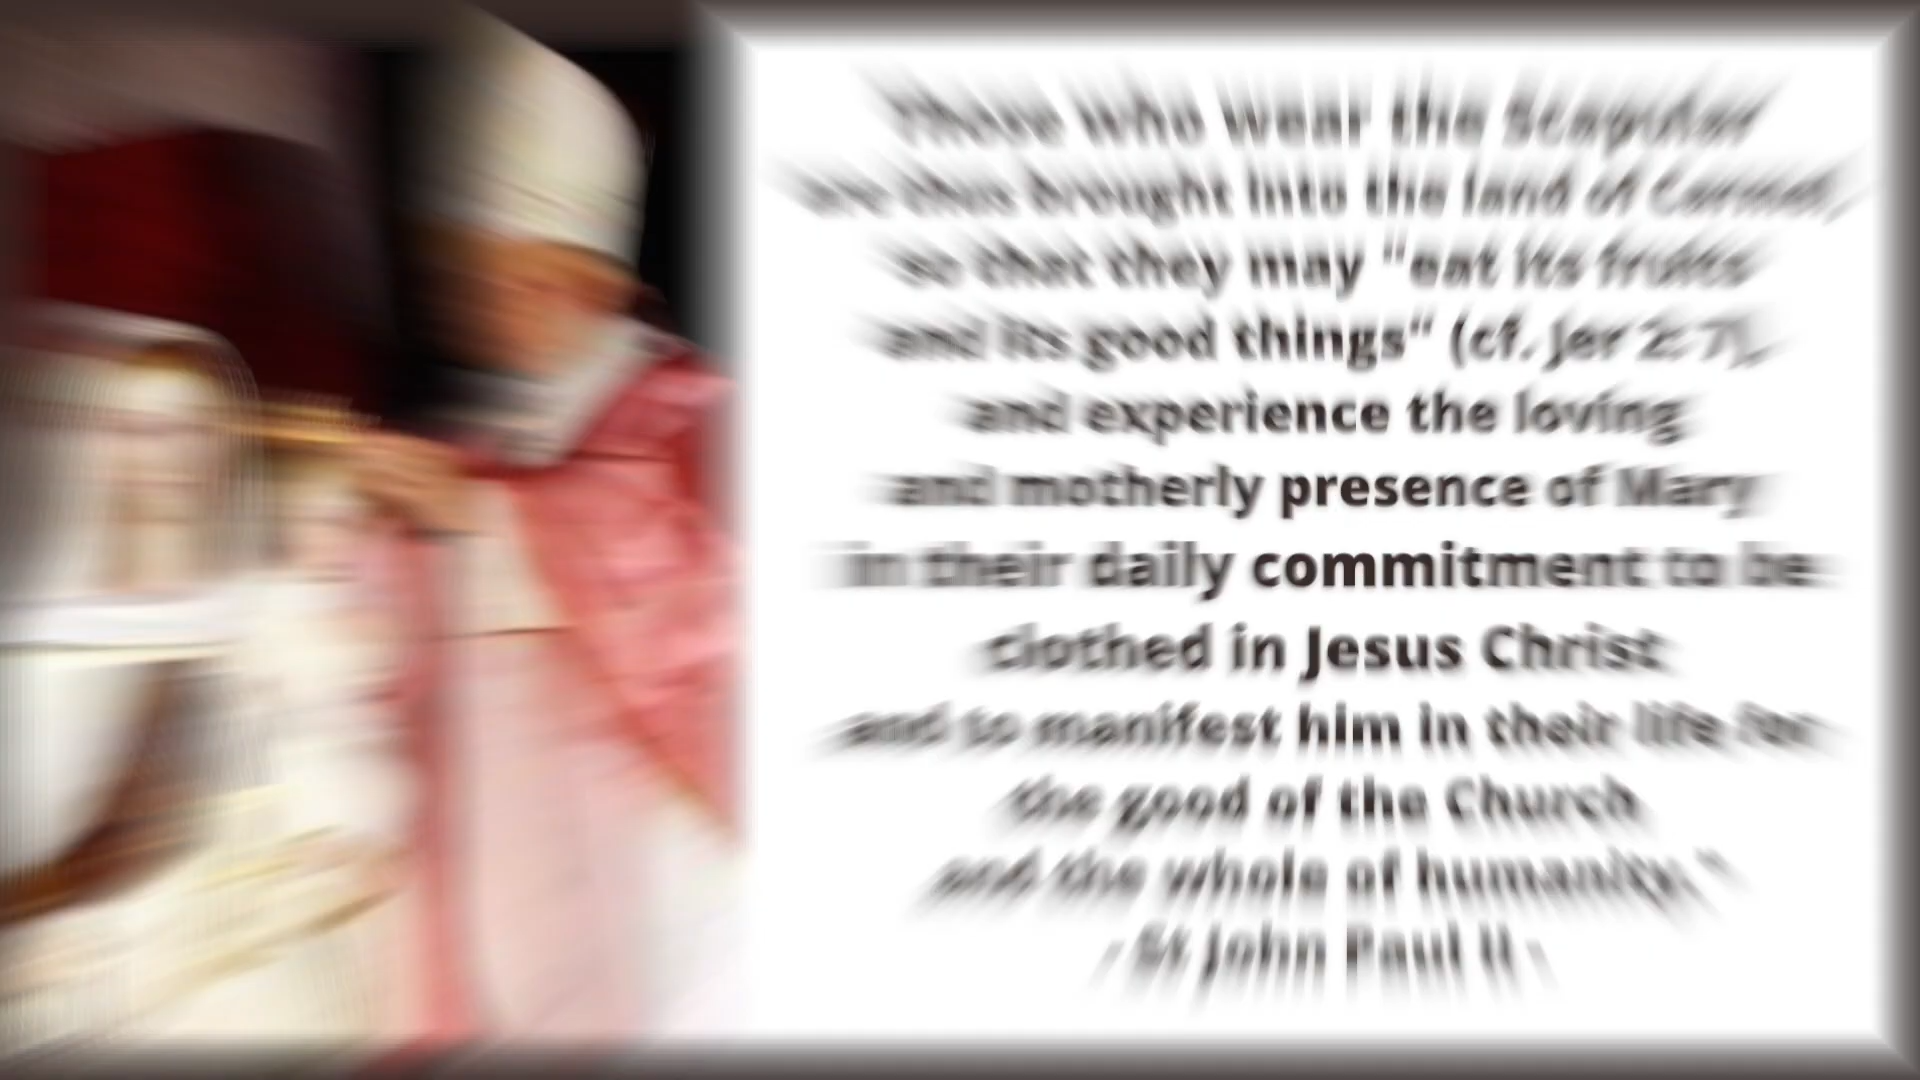 Those who wear the Scapular
are thus brought into the land of Carmel,
so that they may "eat its fruits
and its good things" (cf. Jer 2: 7),
and experience the loving
and motherly presence of Mary
in their daily commitment to be
clothed in Jesus Christ
and to manifest him in their life for
the good of the Church
and the whole of humanity."
- St John Paul II -